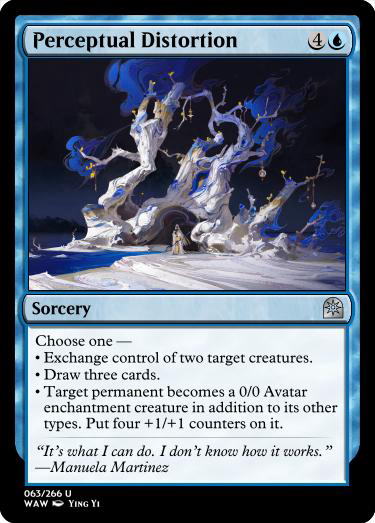 Perceptual Distortion 4
Sorcery
Choose one —
• Exchange control of two target creatures.
• Draw three cards.
• Target permanent becomes a 0/0 Avatar
enchantment creature in addition to its other
types. Put four +1/+1 counters on it.
“It’s what I can do. I don’t know how it works.”
—Manuela Martinez
063/266 U
WAW Ying Yi